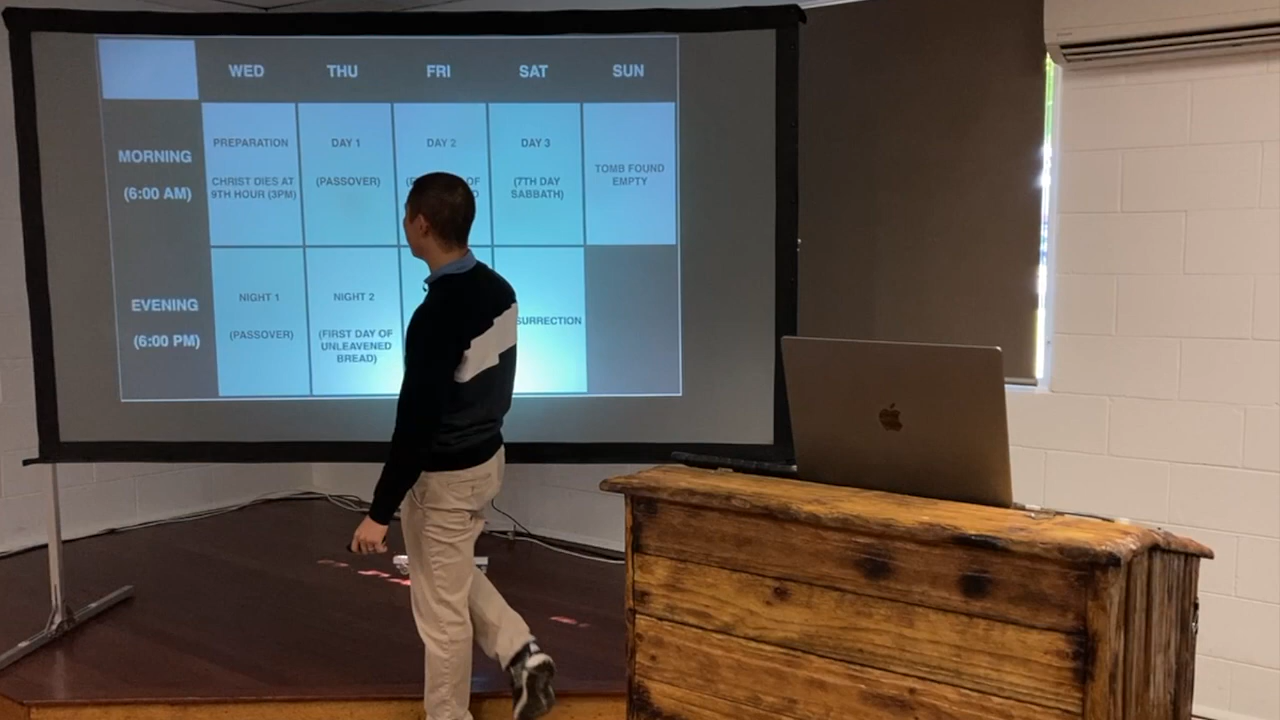 WED THU FRI SAT SUN
MORNING
(6:00 AM)
PREPARATION
CHRIST DIES AT
9TH HOUR (3PM)
DAY 1
(PASSOVER)
DAY 2
OF
DAY 3
(7TH DAY
SABBATH)
TOMB FOUND
EMPTY
EVENING
(6:00 PM)
NIGHT 1
(PASSOVER)
NIGHT 2
(FIRST DAY OF
UNLEAVENED
BREAD)
SURRECTION